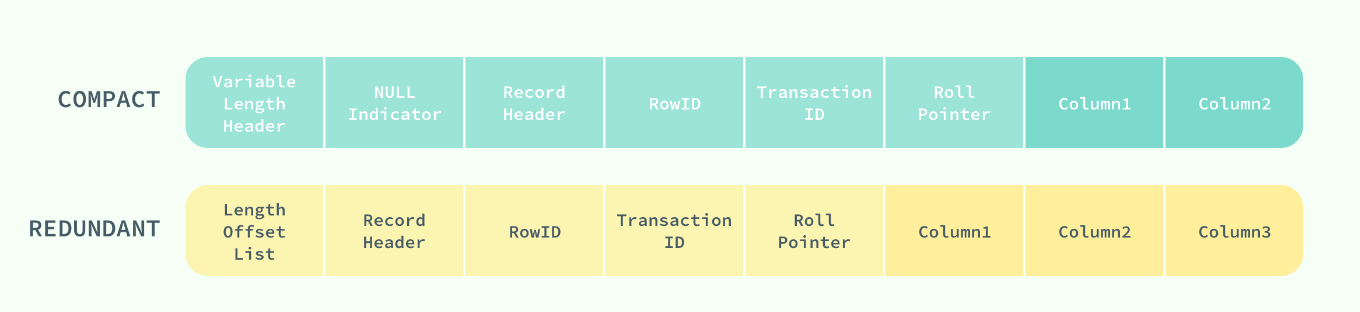 COMPACT
Variable
Length
Header
NULL
Indicator
Record
Header
RowID
Transaction
ID
Roll
Pointer
Column1
Column2
REDUNDANT
Length
Offset
List
Record
Header
RowID
Transaction
ID
Roll
Pointer
Column1
Column2
Column3